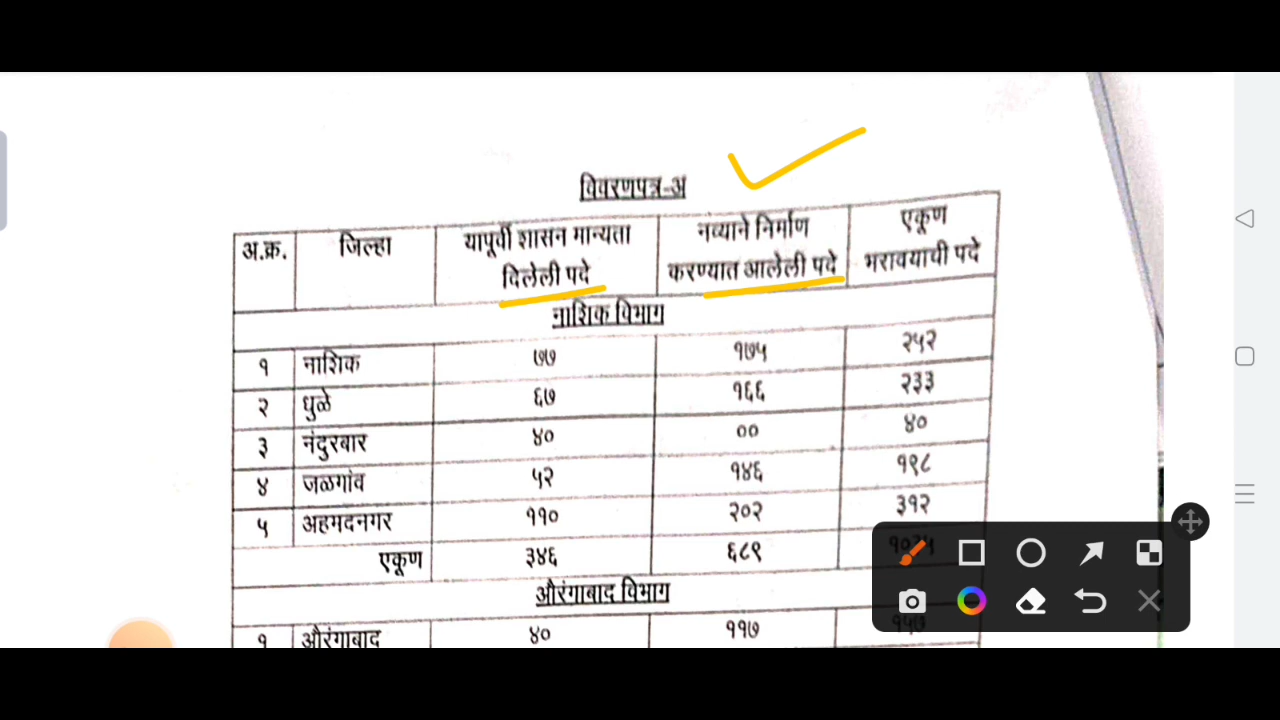 विवरणपत्र-अ
अ.क्र. जिल्हा यापूर्वी शासन मान्यता दिलेली पदे नव्याने निर्माण करण्यात आलेली पदे एकूण भरावयाची पदे
नाशिक विभाग
१ नाशिक ७७ १७५ २५२
२ धुळे ६७ १६६ २३३
३ नंदुरबार ४० ०० ४०
४ जळगांव ५२ १४६ १९८
५ अहमदनगर ११० २०२ ३१२
एकूण ३४६ ६८९ १०३५
औरंगाबाद विभाग
१ औरंगाबाद ४० ११७ १५७